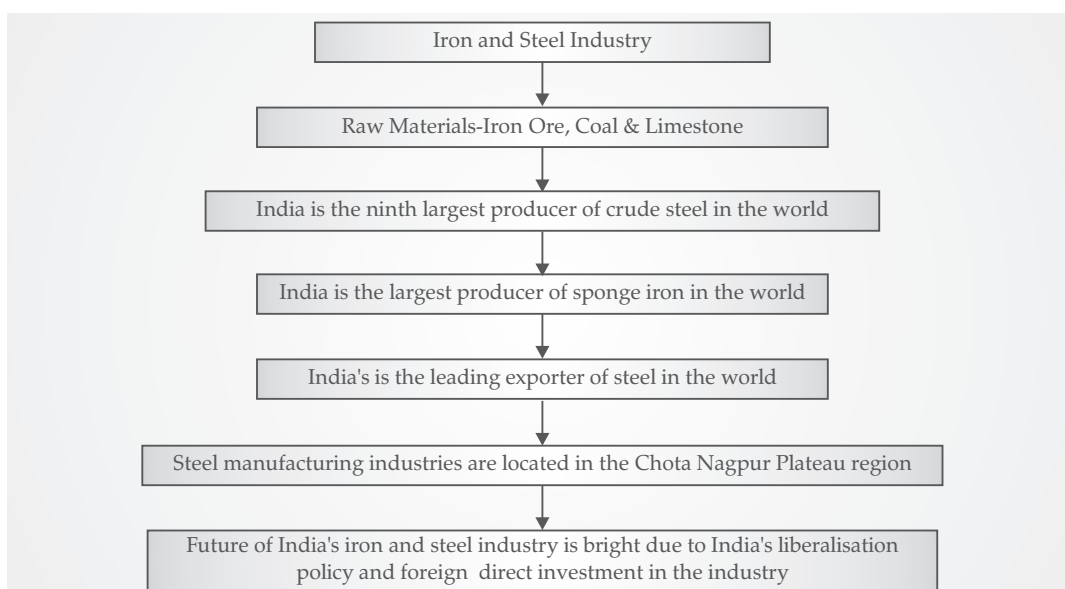 Iron and Steel Industry
Raw Materials-Iron Ore, Coal & Limestone
India is the ninth largest producer of crude steel in the world
India is the largest producer of sponge iron in the world
India's is the leading exporter of steel in the world
Steel manufacturing industries are located in the Chota Nagpur Plateau region
Future of India's iron and steel industry is bright due to India's liberalisation
policy and foreign direct investment in the industry